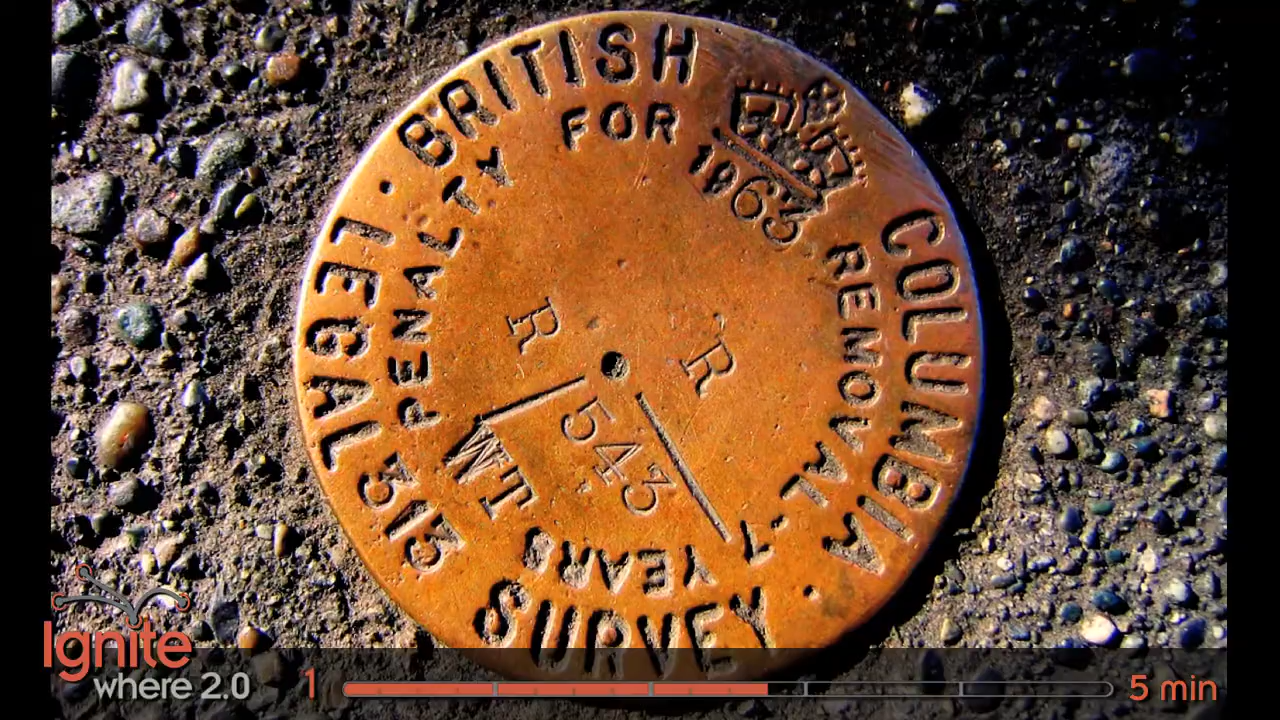 BRITISH COLUMBIA
LEGAL 313 SURVEY
PENALTY FOR REMOVAL
7 YEARS
1963
R R
543
WT
Ignite
where 2.0
1
5 min